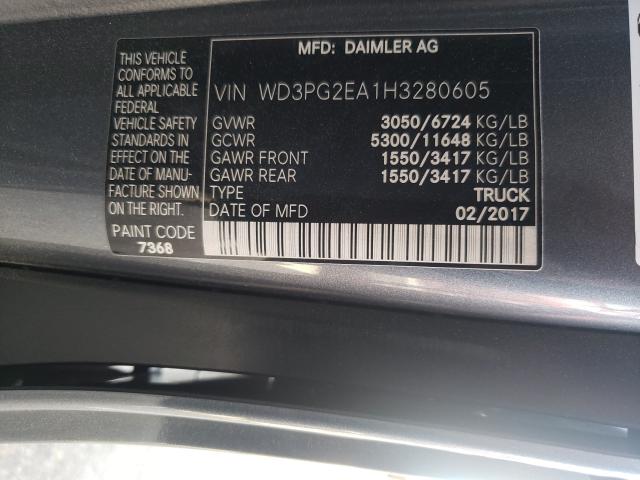 MFD: DAIMLER AG
THIS VEHICLE
CONFORMS TO
ALL APPLICABLE
FEDERAL
VEHICLE SAFETY
STANDARDS IN
EFFECT ON THE
DATE OF MANU-
FACTURE SHOWN
ON THE RIGHT.
PAINT CODE
7368
VIN WD3PG2EA1H3280605
GVWR 3050/6724 KG/LB
GCWR 5300/11648 KG/LB
GAWR FRONT 1550/3417 KG/LB
GAWR REAR 1550/3417 KG/LB
TYPE TRUCK
DATE OF MFD 02/2017